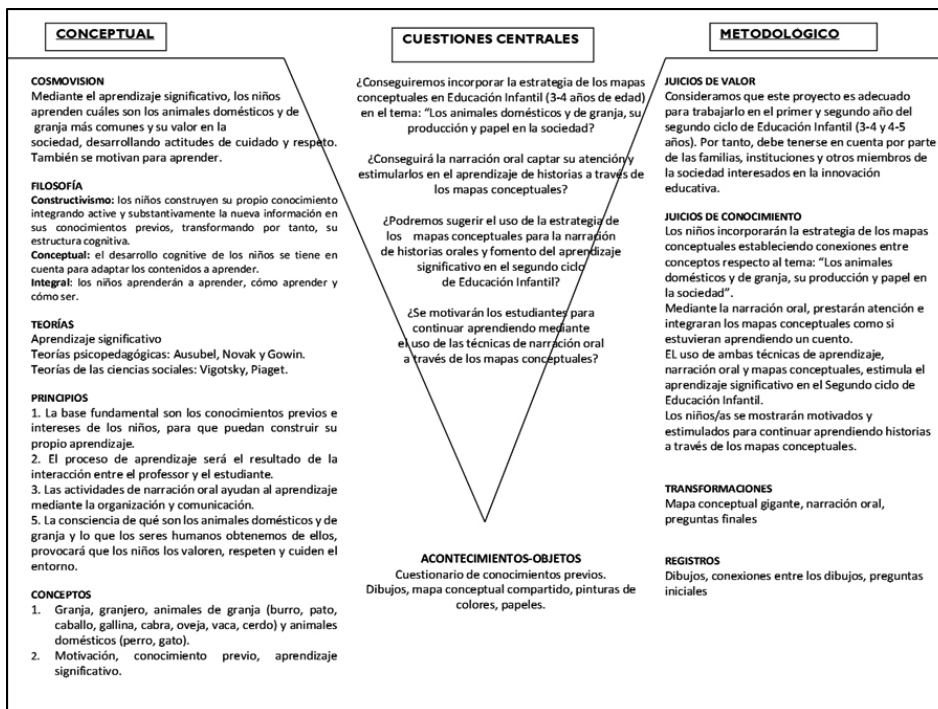 CONCEPTUAL
COSMOVISION
Mediante el aprendizaje significativo, los niños
aprenden cuáles son los animales domésticos y de
granja más comunes y su valor en la
sociedad, desarrollando actitudes de cuidado y respeto.
También se motivan para aprender.
FILOSOFÍA
Constructivismo: los niños construyen su propio conocimiento
integrando active y substantivamente la nueva información en
sus conocimientos previos, transformando por tanto, su
estructura cognitiva.
Conceptual: el desarrollo cognitive de los niños se tiene en
cuenta para adaptar los contenidos a aprender.
Integral: los niños aprenderán a aprender, cómo aprender y
cómo ser.
TEORÍAS
Aprendizaje significativo
Teorías psicopedagógicas: Ausubel, Novak y Gowin.
Teorías de las ciencias sociales: Vigotsky, Piaget.
PRINCIPIOS
1. La base fundamental son los conocimientos previos e
intereses de los niños, para que puedan construir su
propio aprendizaje.
2. El proceso de aprendizaje será el resultado de la
interacción entre el professor y el estudiante.
3. Las actividades de narración oral ayudan al aprendizaje
mediante la organización y comunicación.
5. La consciencia de qué son los animales domésticos y de
granja y lo que los seres humanos obtenemos de ellos,
provocará que los niños los valoren, respeten y cuiden el
entorno.
CONCEPTOS
1. Granja, granjero, animales de granja (burro, pato,
caballo, gallina, cabra, oveja, vaca, cerdo) y animales
domésticos (perro, gato).
2. Motivación, conocimiento previo, aprendizaje
significativo.
CUESTIONES CENTRALES
¿Conseguiremos incorporar la estrategia de los mapas
conceptuales en Educación Infantil (3-4 años de edad)
en el tema: “Los animales domésticos y de granja, su
producción y papel en la sociedad?
¿Conseguirá la narración oral captar su atención y
estimularlos en el aprendizaje de historias a través de
los mapas conceptuales?
¿Podremos sugerir el uso de la estrategia de
los mapas conceptuales para la narración
de historias orales y fomento del aprendizaje
significativo en el segundo ciclo
de Educación Infantil?
¿Se motivarán los estudiantes para
continuar aprendiendo mediante
el uso de las técnicas de narración oral
a través de los mapas conceptuales?
ACONTECIMIENTOS-OBJETOS
Cuestionario de conocimientos previos.
Dibujos, mapa conceptual compartido, pinturas de
colores, papeles.
METODOLÓGICO
JUICIOS DE VALOR
Consideramos que este proyecto es adecuado
para trabajarlo en el primer y segundo año del
segundo ciclo de Educación Infantil (3-4 y 4-5
años). Por tanto, debe tenerse en cuenta por parte
de las familias, instituciones y otros miembros de
la sociedad interesados en la innovación
educativa.
JUICIOS DE CONOCIMIENTO
Los niños incorporarán la estrategia de los mapas
conceptuales estableciendo conexiones entre
conceptos respecto al tema: “Los animales
domésticos y de granja, su producción y papel en
la sociedad”.
Mediante la narración oral, prestarán atención e
integraran los mapas conceptuales como si
estuvieran aprendiendo un cuento.
EL uso de ambas técnicas de aprendizaje,
narración oral y mapas conceptuales, estimula el
aprendizaje significativo en el Segundo ciclo de
Educación Infantil.
Los niños/as se mostrarán motivados y
estimulados para continuar aprendiendo historias
a través de los mapas conceptuales.
TRANSFORMACIONES
Mapa conceptual gigante, narración oral,
preguntas finales
REGISTROS
Dibujos, conexiones entre los dibujos, preguntas
iniciales